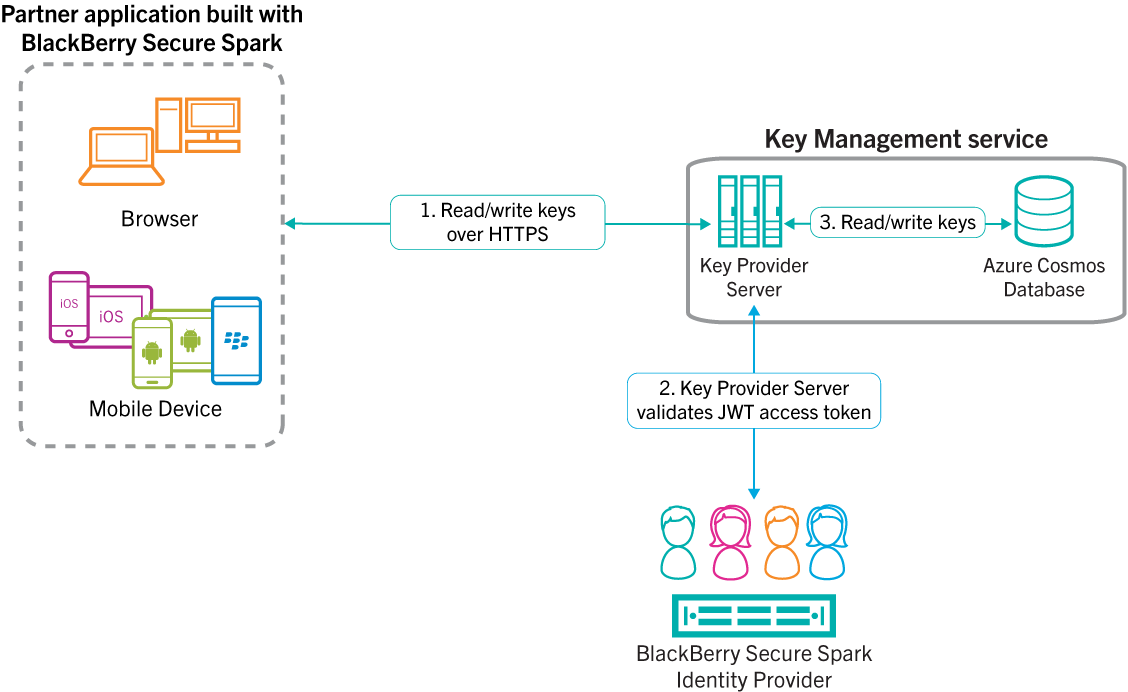 Partner application built with
BlackBerry Secure Spark
Browser
iOS
iOS
Mobile Device
1. Read/write keys
over HTTPS
Key Management service
Key Provider
Server
3. Read/write keys
Azure Cosmos
Database
2. Key Provider Server
validates JWT access token
BlackBerry Secure Spark
Identity Provider